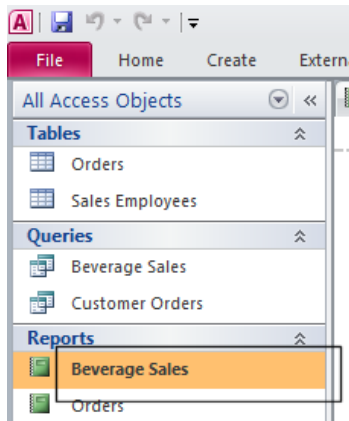 File Home Create Extern
All Access Objects
Tables
Orders
Sales Employees
Queries
Beverage Sales
Customer Orders
Reports
Beverage Sales
Orders